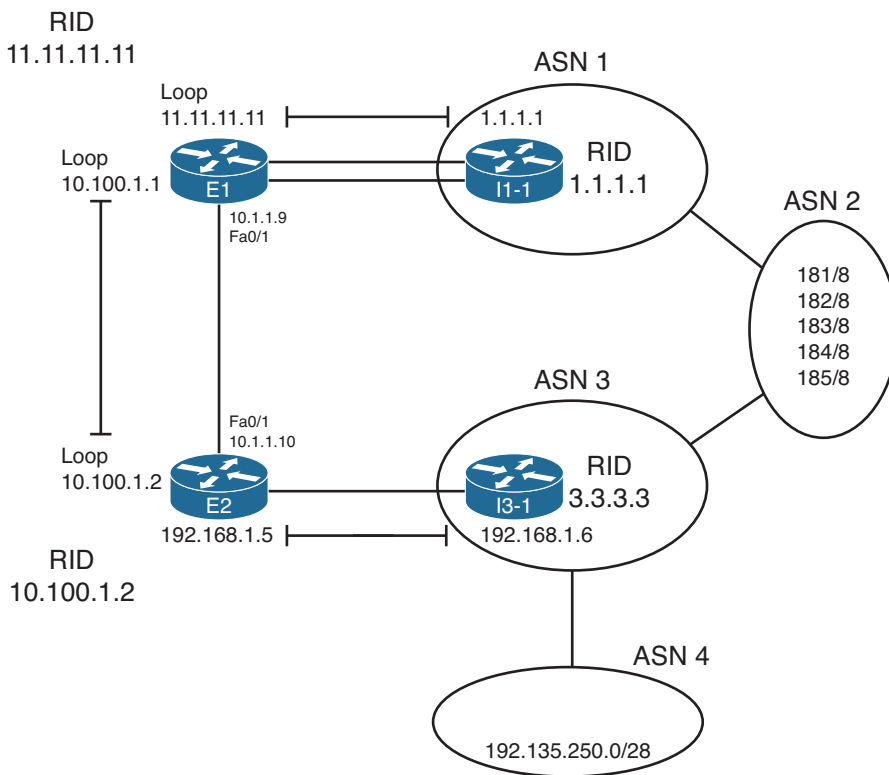 RID
11.11.11.11
ASN 1
Loop
11.11.11.11
1.1.1.1
Loop
10.100.1.1
E1
I1-1
RID
1.1.1.1
10.1.1.9
Fa0/1
ASN 2
181/8
182/8
183/8
184/8
185/8
ASN 3
Fa0/1
10.1.1.10
Loop
10.100.1.2
E2
I3-1
RID
3.3.3.3
192.168.1.5
192.168.1.6
RID
10.100.1.2
ASN 4
192.135.250.0/28